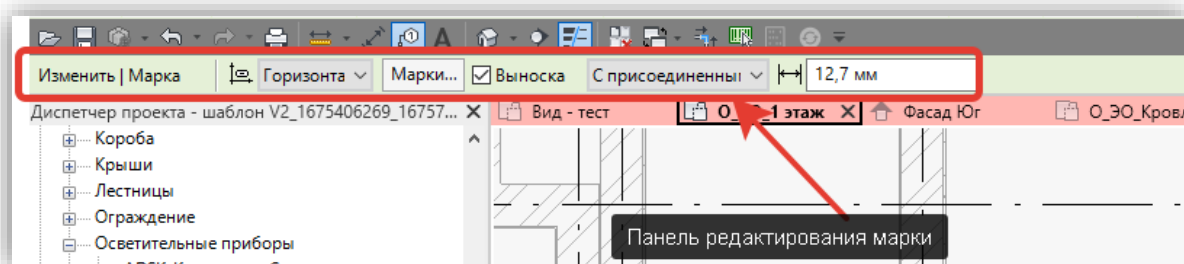 A
Изменить | Марка Горизонта Марки... Выноска С присоединенны 12,7 мм
Диспетчер проекта - шаблон V2_1675406269_16757... Вид - тест 1 этаж Фасад Юг О_ЭО_Кровл
Короба
Крыши
Лестницы
Ограждение
Осветительные приборы
Панель редактирования марки